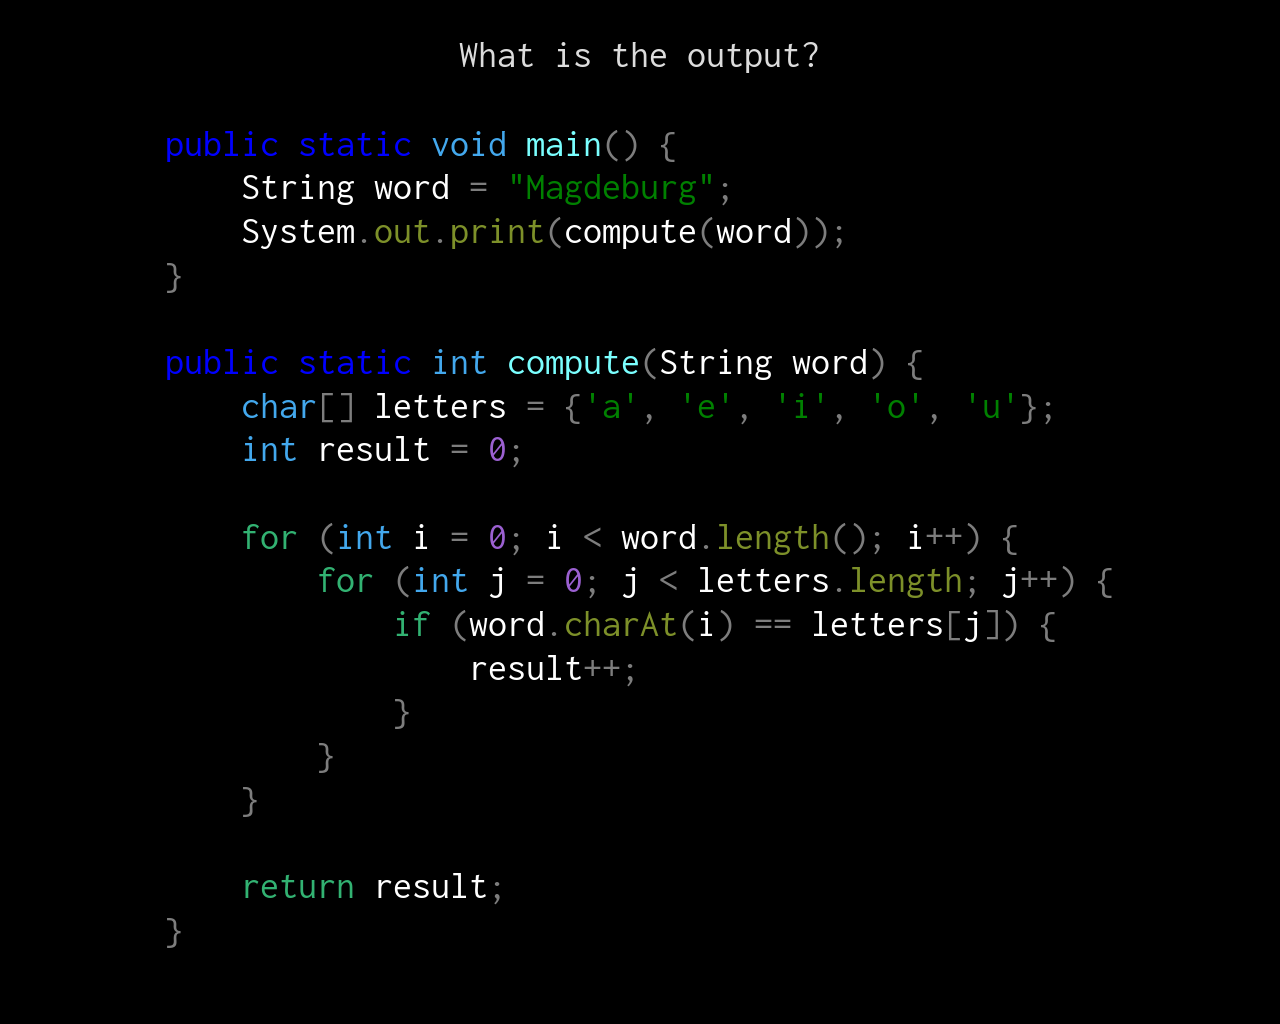 What is the output?
public static void main() {
    String word = "Magdeburg";
    System.out.print(compute(word));
}
public static int compute(String word) {
    char[] letters = {'a', 'e', 'i', 'o', 'u'};
    int result = 0;
    for (int i = 0; i < word.length(); i++) {
        for (int j = 0; j < letters.length; j++) {
            if (word.charAt(i) == letters[j]) {
                result++;
            }
        }
    }
    return result;
}